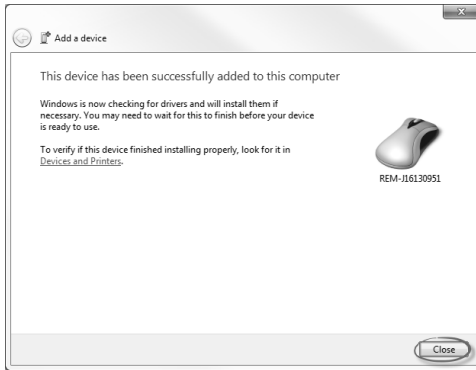 Add a device
This device has been successfully added to this computer
Windows is now checking for drivers and will install them if
necessary. You may need to wait for this to finish before your device
is ready to use.
To verify if this device finished installing properly, look for it in
Devices and Printers.
REM-J16130951
Close